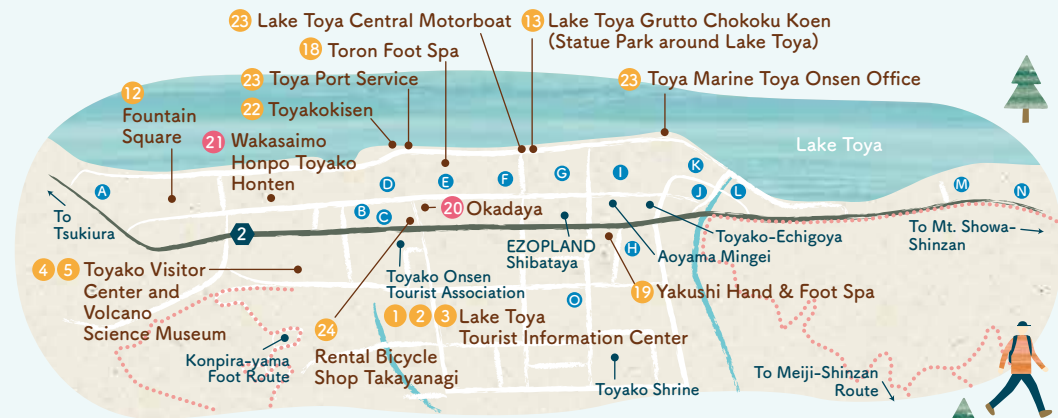 23 Lake Toya Central Motorboat
13 Lake Toya Grutto Chokoku Koen
(Statue Park around Lake Toya)
18 Toron Foot Spa
23 Toya Port Service
23 Toya Marine Toya Onsen Office
12
Fountain
Square
22 Toyakokisen
21 Wakasaimo
Honpo Toyako
Honten
Lake Toya
A
B
C
D
E
F
G
I
K
J
L
M
N
To
Tsukiura
2
20 Okadaya
EZOPLAND
Shibataya
H
Toyako-Echigoya
Aoyama Mingei
To Mt. Showa-
Shinzan
4 5 Toyako Visitor
Center and
Volcano
Science Museum
Toyako Onsen
Tourist Association
19 Yakushi Hand & Foot Spa
O
1 2 3 Lake Toya
Tourist Information Center
24
Rental Bicycle
Shop Takayanagi
Konpira-yama
Foot Route
Toyako Shrine
To Meiji-Shinzan
Route